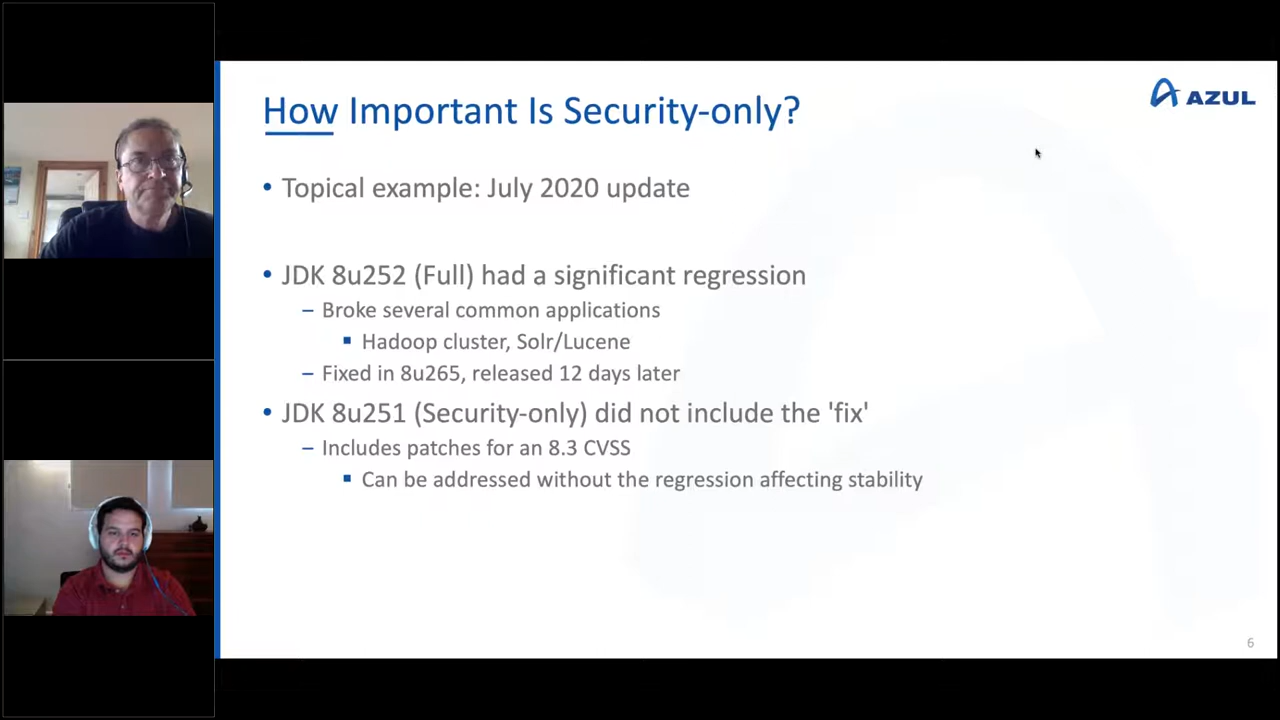 How Important Is Security-only?
AZUL
• Topical example: July 2020 update
• JDK 8u252 (Full) had a significant regression
– Broke several common applications
▪ Hadoop cluster, Solr/Lucene
– Fixed in 8u265, released 12 days later
• JDK 8u251 (Security-only) did not include the 'fix'
– Includes patches for an 8.3 CVSS
▪ Can be addressed without the regression affecting stability
6